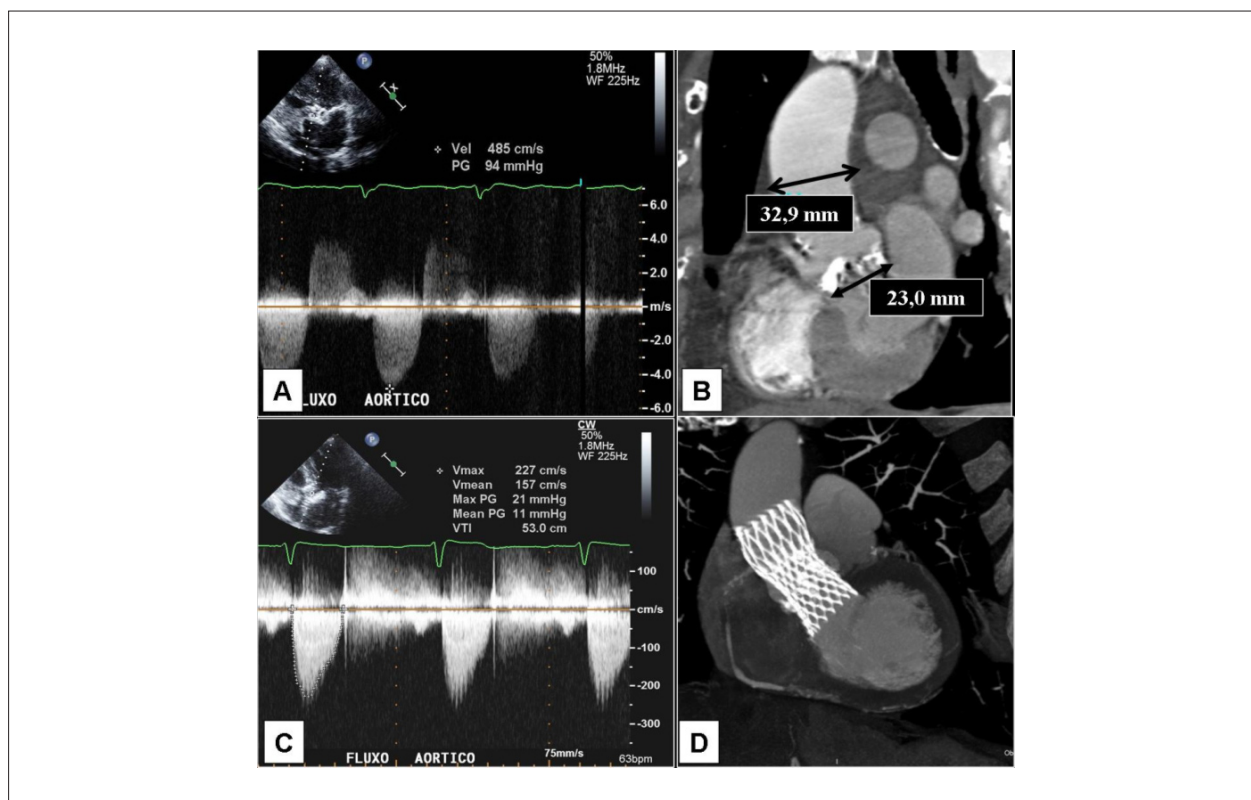 P
50%
1.8MHz
WF 225Hz
Vel 485 cm/s
PG 94 mmHg
6.0
4.0
2.0
m/s
-2.0
-4.0
-6.0
A
LUXO AORTICO
32,9 mm
23,0 mm
B
P
CW
50%
1.8MHz
WF 225Hz
Vmax 227 cm/s
Vmean 157 cm/s
Max PG 21 mmHg
Mean PG 11 mmHg
VTI 53.0 cm
100
cm/s
-100
-200
-300
C
75mm/s
FLUXO AORTICO
63bpm
D